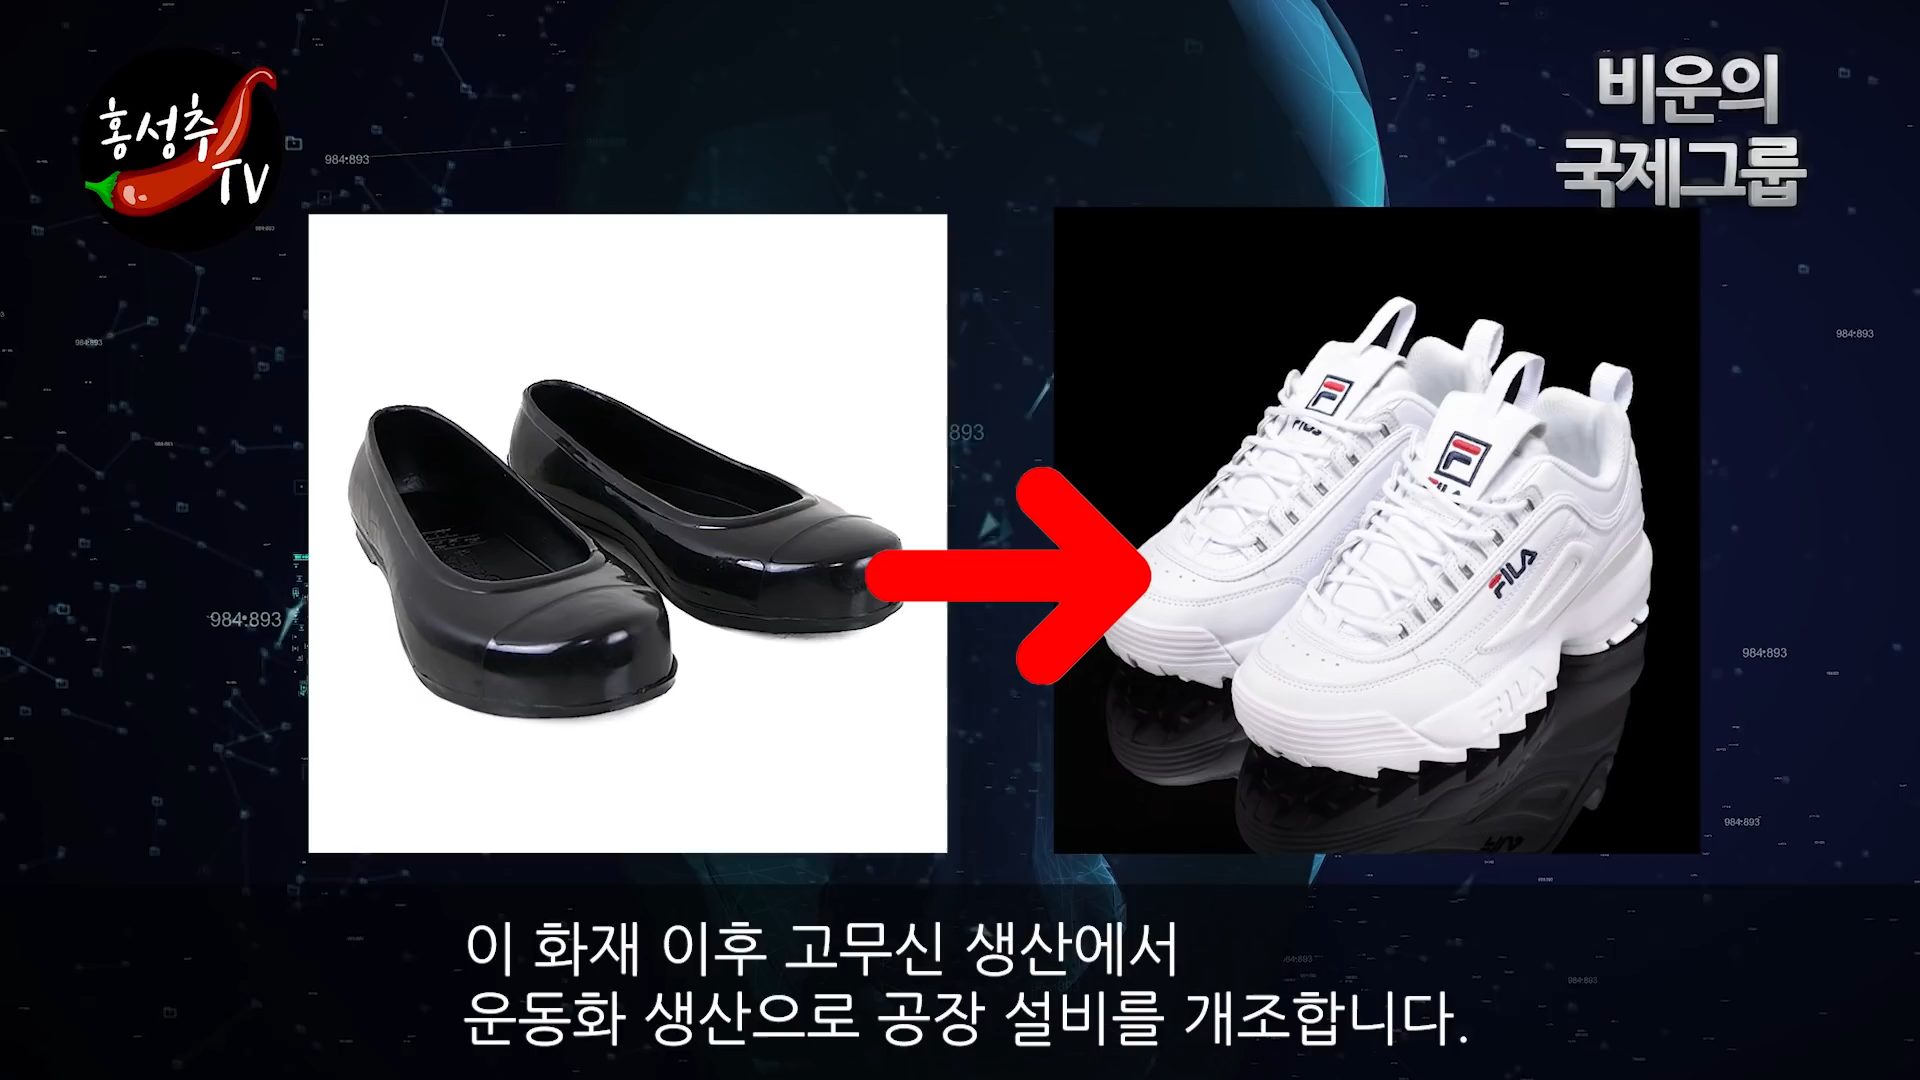 홍성추
TV
비운의
국제그룹
984:893
984:893
984:893
893
984:893
984:893
984:893
FILA
이 화재 이후 고무신 생산에서
운동화 생산으로 공장 설비를 개조합니다.